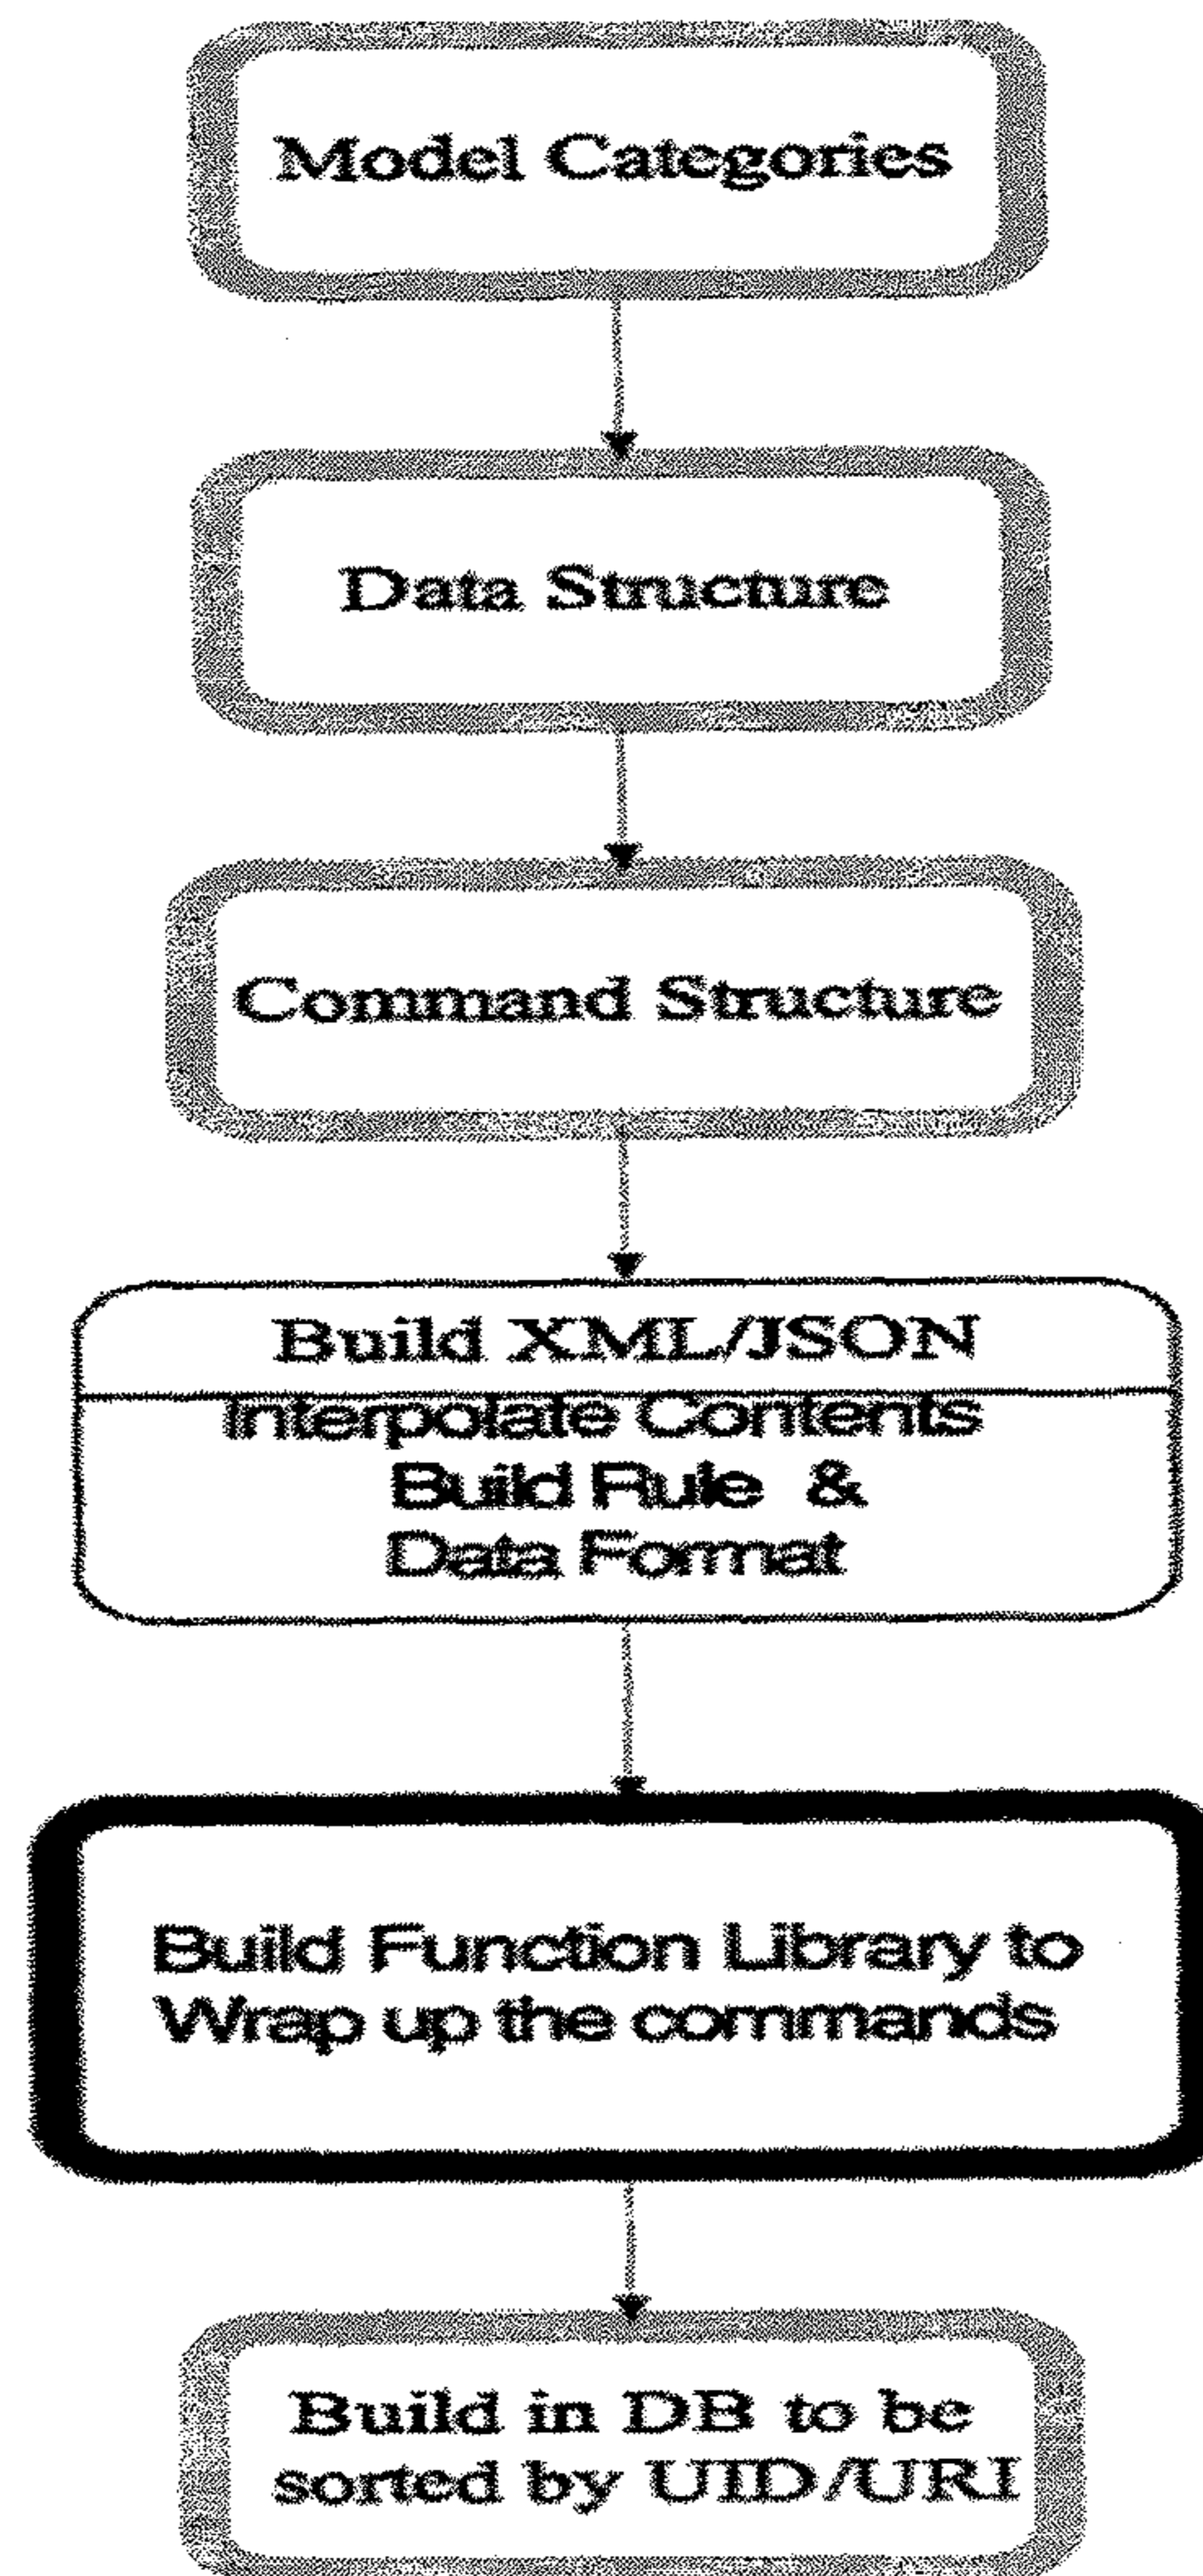 Model Categories
Data Structure
Command Structure
Build XML/JSON
Interpolate Contents
Build Rule &
Data Format
Build Function Library to
Wrap up the commands
Build in DB to be
sorted by UID/URI